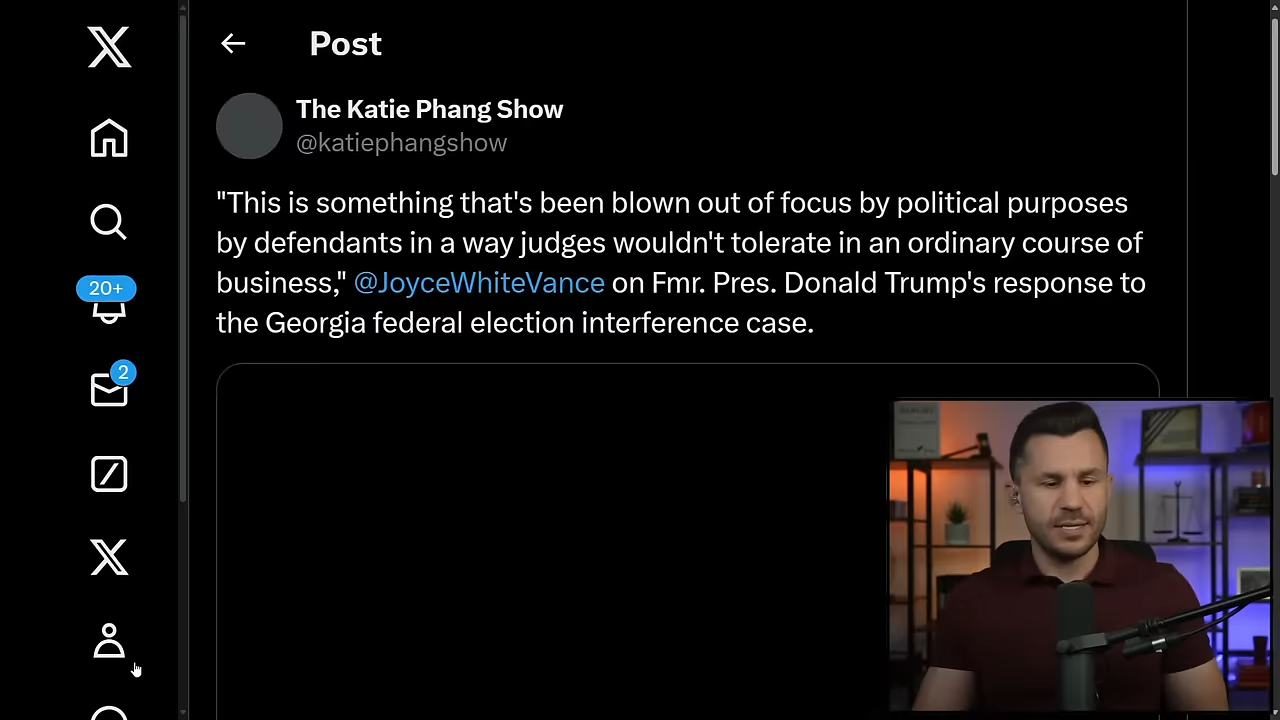 Post
The Katie Phang Show
@katiephangshow
"This is something that's been blown out of focus by political purposes
by defendants in a way judges wouldn't tolerate in an ordinary course of
business," @JoyceWhiteVance on Fmr. Pres. Donald Trump's response to
the Georgia federal election interference case.
20+
2